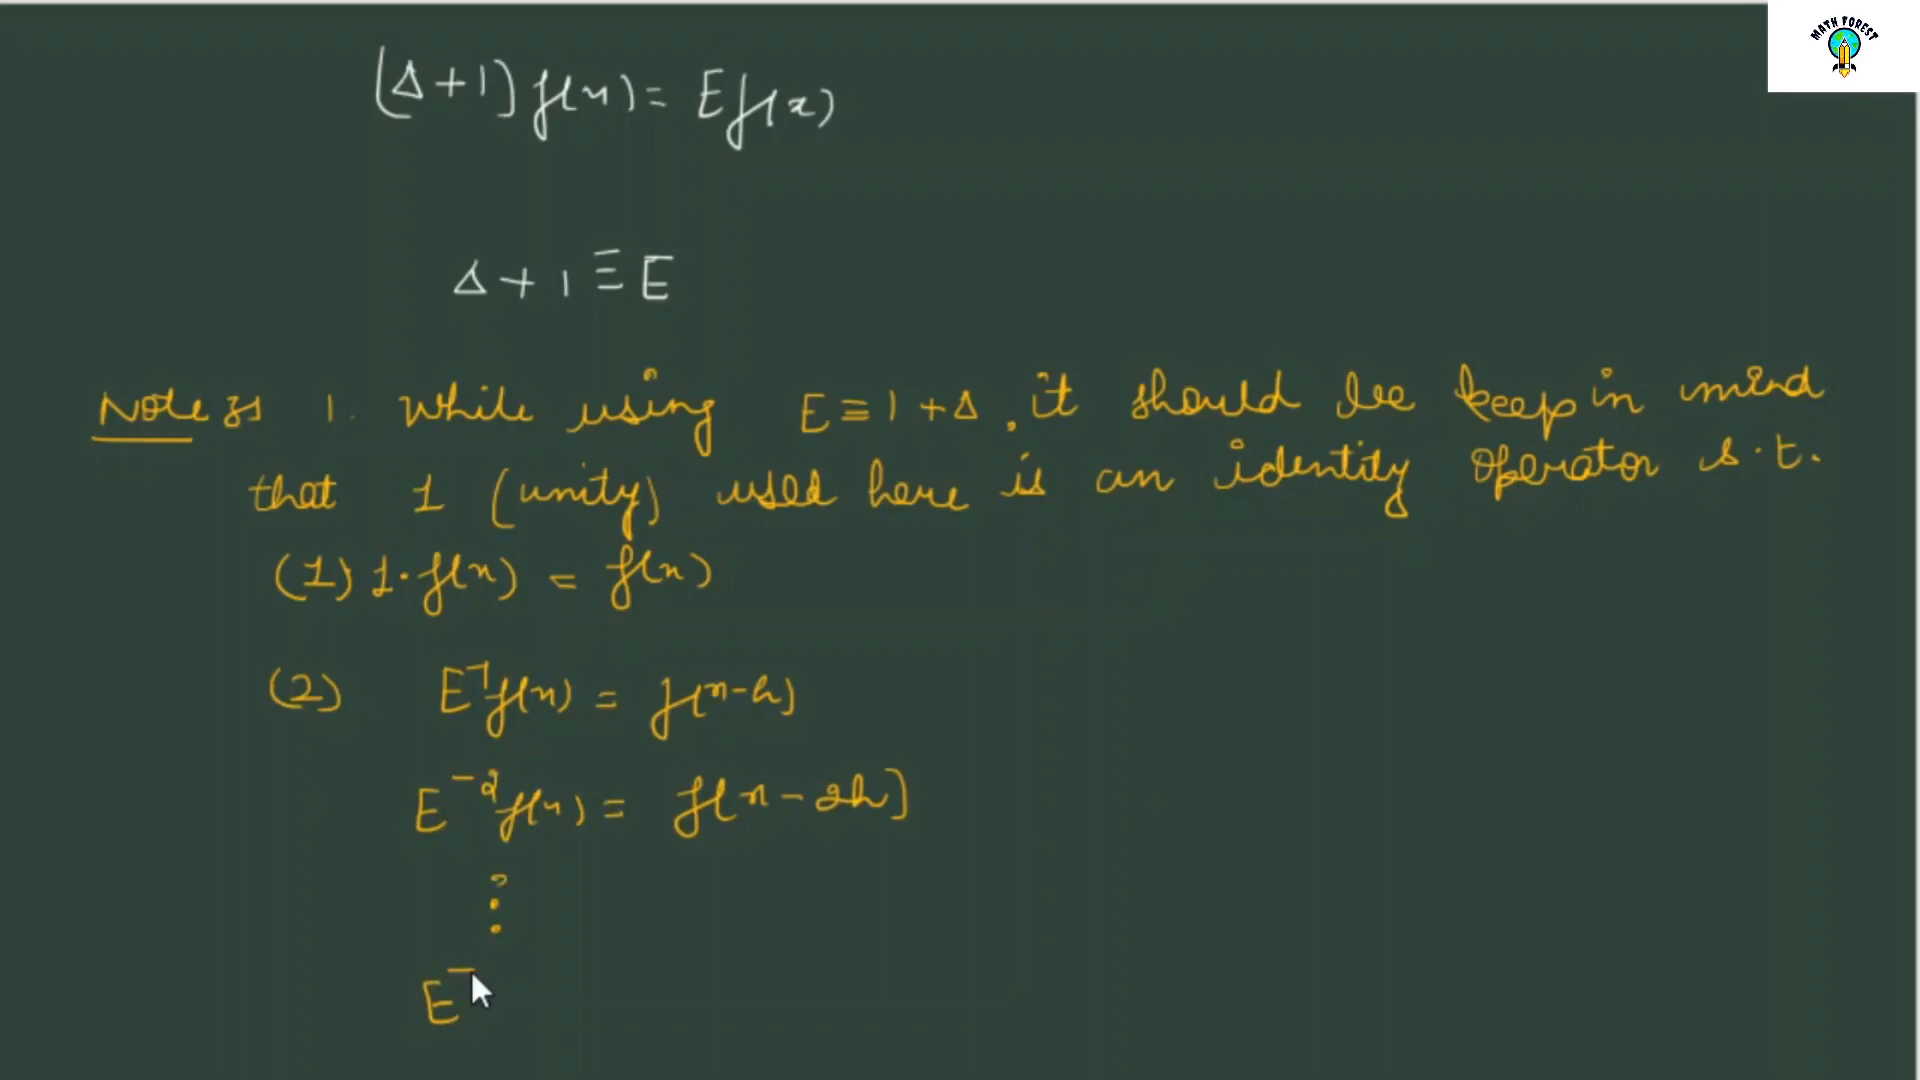 MATH FOREST
(Δ+1) f(x) = E f(x)
Δ + 1 ≡ E
Notes 1. While using E ≡ 1 + Δ, it should be keep in mind
that 1 (unity) used here is an identity operator s.t.
(1) 1·f(x) = f(x)
(2) E⁻¹f(x) = f(x-h)
E⁻²f(x) = f(x-2h)
⋮
E⁻